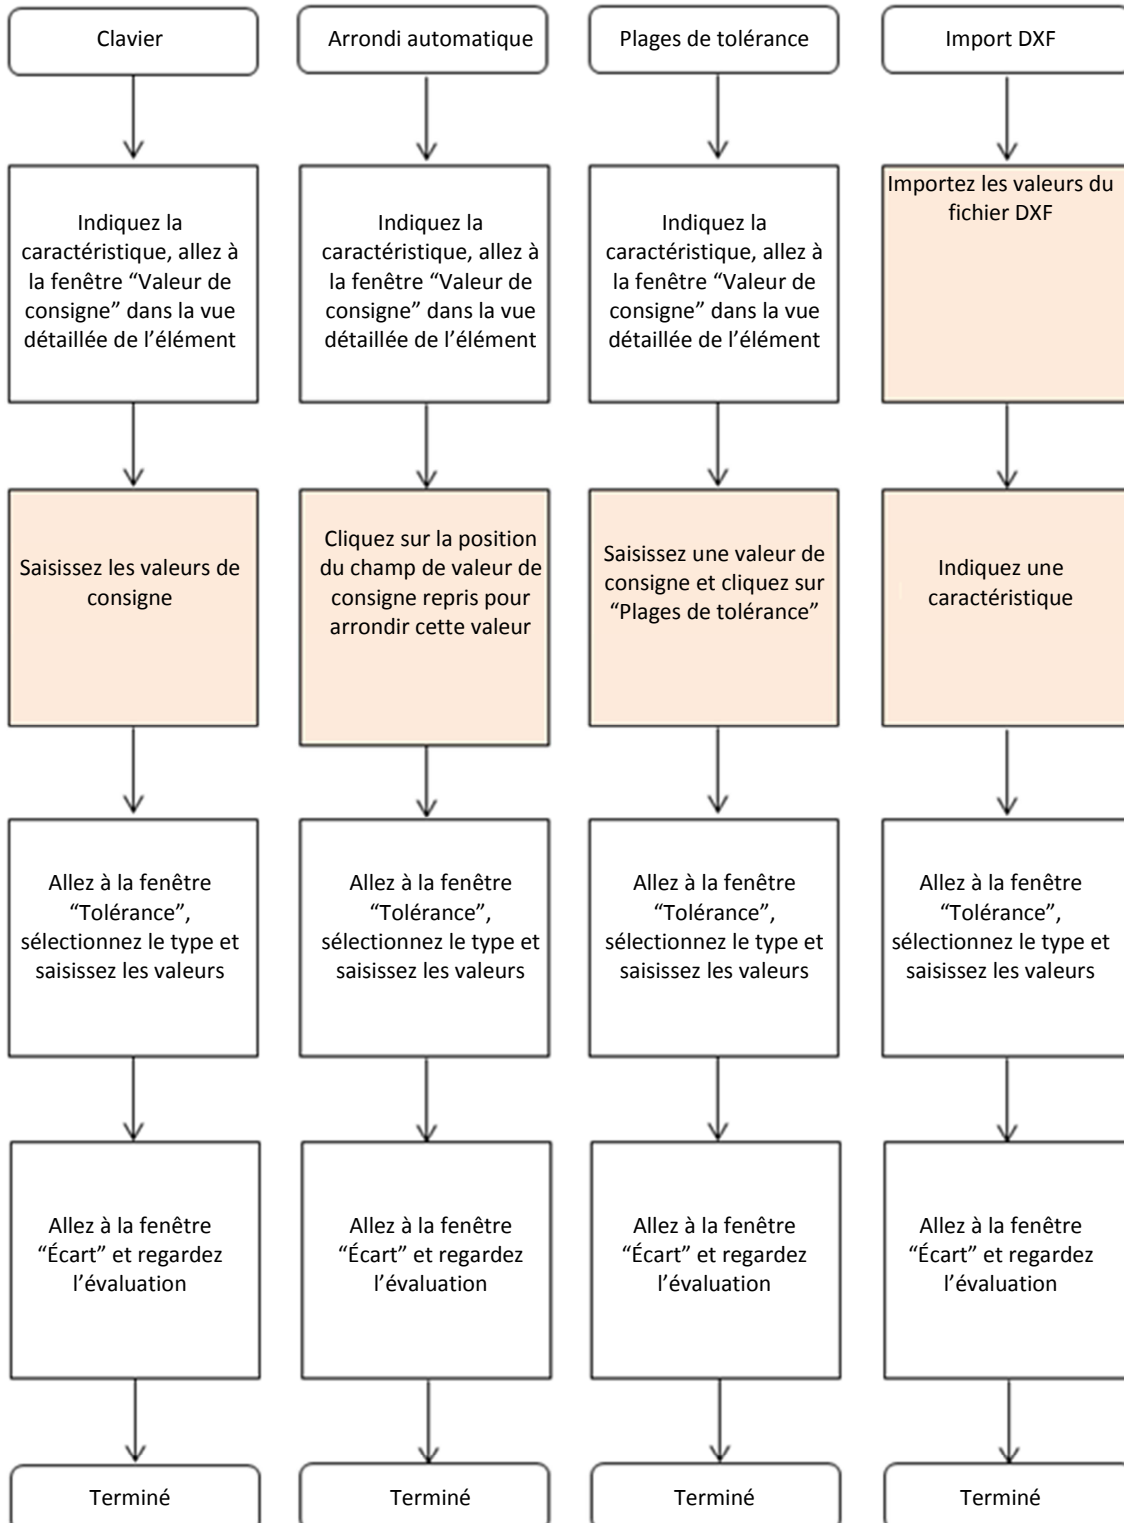 Clavier
Arrondi automatique
Plages de tolérance
Import DXF
Indiquez la
caractéristique, allez à
la fenêtre “Valeur de
consigne” dans la vue
détaillée de l’élément
Indiquez la
caractéristique, allez à
la fenêtre “Valeur de
consigne” dans la vue
détaillée de l’élément
Indiquez la
caractéristique, allez à
la fenêtre “Valeur de
consigne” dans la vue
détaillée de l’élément
Importez les valeurs du
fichier DXF
Saisissez les valeurs de
consigne
Cliquez sur la position
du champ de valeur de
consigne repris pour
arrondir cette valeur
Saisissez une valeur de
consigne et cliquez sur
“Plages de tolérance”
Indiquez une
caractéristique
Allez à la fenêtre
“Tolérance”,
sélectionnez le type et
saisissez les valeurs
Allez à la fenêtre
“Tolérance”,
sélectionnez le type et
saisissez les valeurs
Allez à la fenêtre
“Tolérance”,
sélectionnez le type et
saisissez les valeurs
Allez à la fenêtre
“Tolérance”,
sélectionnez le type et
saisissez les valeurs
Allez à la fenêtre
“Écart” et regardez
l’évaluation
Allez à la fenêtre
“Écart” et regardez
l’évaluation
Allez à la fenêtre
“Écart” et regardez
l’évaluation
Allez à la fenêtre
“Écart” et regardez
l’évaluation
Terminé
Terminé
Terminé
Terminé